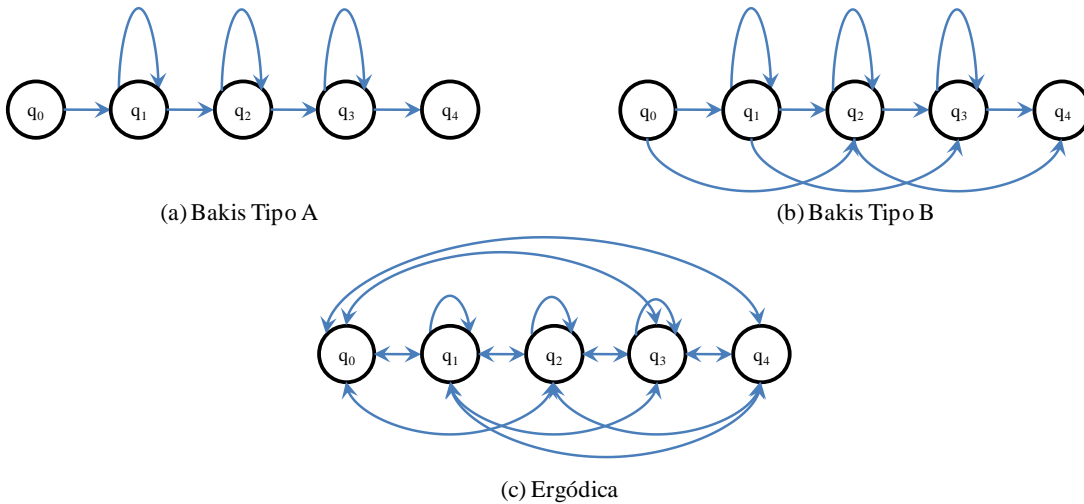 q0 q1 q2 q3 q4
q0 q1 q2 q3 q4
(a) Bakis Tipo A
(b) Bakis Tipo B
q0 q1 q2 q3 q4
(c) Ergódica